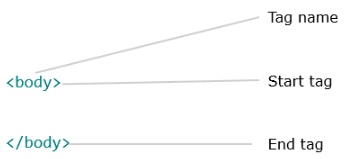 Tag name
<body> Start tag
</body> End tag